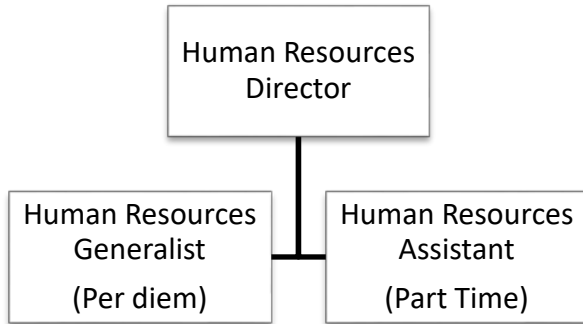 Human Resources
Director
Human Resources
Generalist
(Per diem)
Human Resources
Assistant
(Part Time)